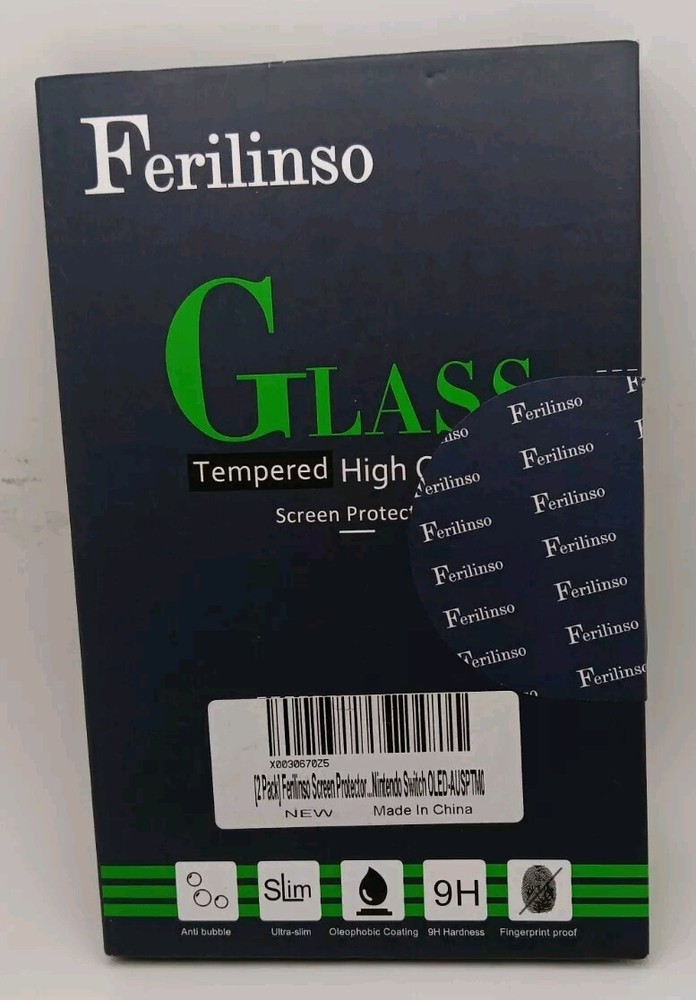 Ferilinso
GLASS
Tempered High
Screen Protect
Ferilinso
Ferilinso
Ferilinso
Ferilinso
Ferilinso
Ferilinso
Ferilinso
Ferilinso
Ferilinso
Ferilinso
Ferilinso
Ferilinso
X0030670Z5
[2 Pack] Ferilinso Screen Protector...Nintendo Switch OLED-AUSPTM0
NEW Made In China
SLim 9H
Anti bubble Ultra-slim Oleophobic Coating 9H Hardness Fingerprint proof